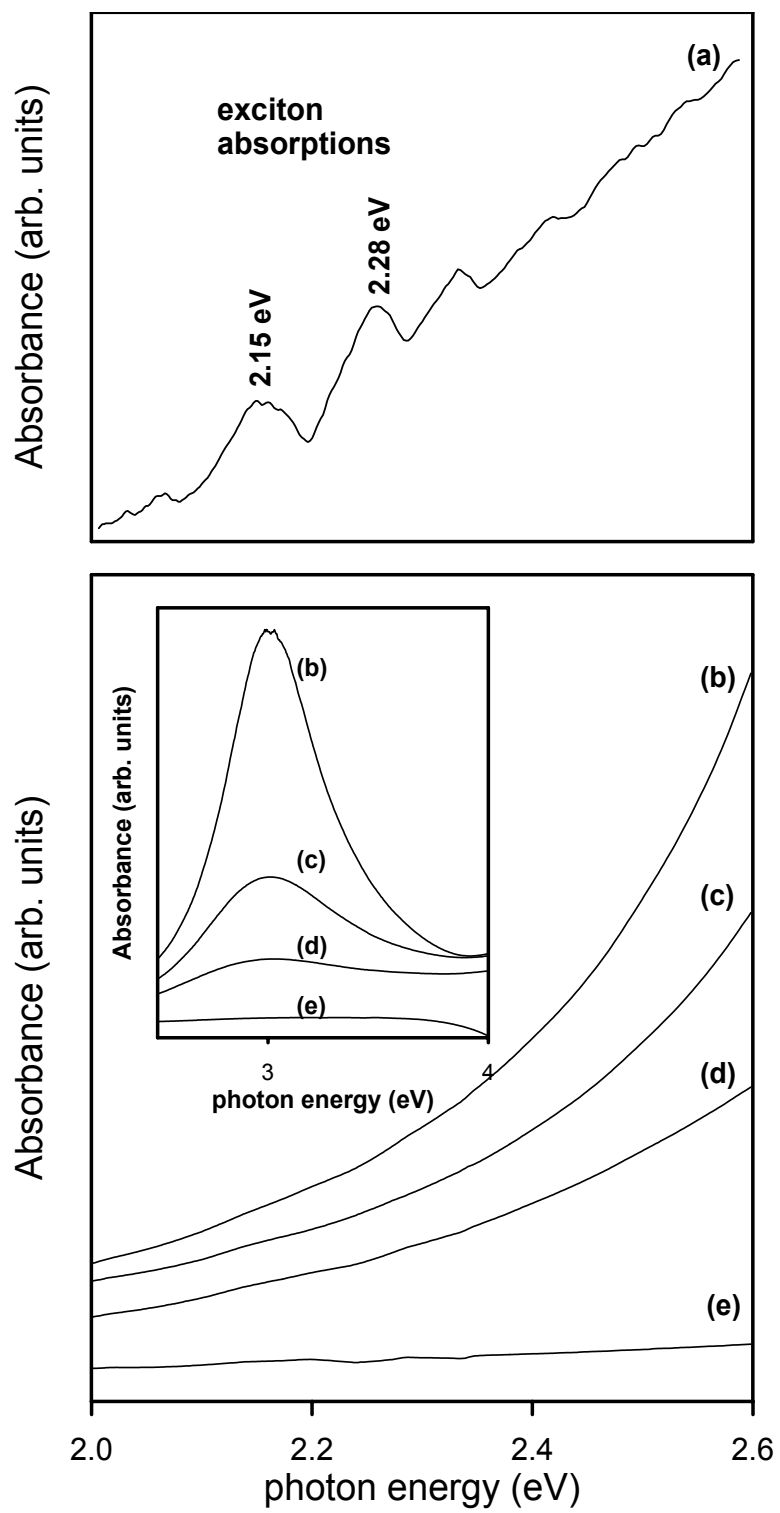 (a)
exciton
absorptions
2.28 eV
2.15 eV
Absorbance (arb. units)
(b)
(b)
Absorbance (arb. units)
(c)
(c)
(d)
(d)
(e)
3
4
photon energy (eV)
Absorbance (arb. units)
(e)
2.0
2.2
2.4
2.6
photon energy (eV)